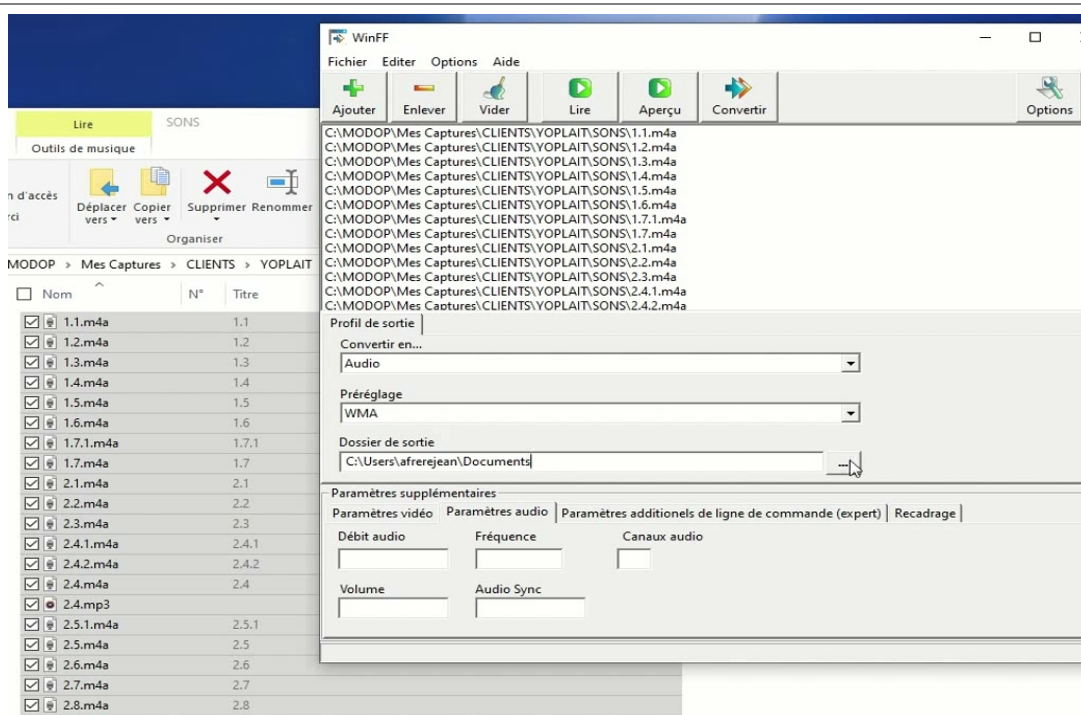 WinFF
Fichier Editer Options Aide
Ajouter Enlever Vider Lire Aperçu Convertir Options
C:\MODOP\Mes Captures\CLIENTS\YOPLAIT\SONS\1.1.m4a
C:\MODOP\Mes Captures\CLIENTS\YOPLAIT\SONS\1.2.m4a
C:\MODOP\Mes Captures\CLIENTS\YOPLAIT\SONS\1.3.m4a
C:\MODOP\Mes Captures\CLIENTS\YOPLAIT\SONS\1.4.m4a
C:\MODOP\Mes Captures\CLIENTS\YOPLAIT\SONS\1.5.m4a
C:\MODOP\Mes Captures\CLIENTS\YOPLAIT\SONS\1.6.m4a
C:\MODOP\Mes Captures\CLIENTS\YOPLAIT\SONS\1.7.1.m4a
C:\MODOP\Mes Captures\CLIENTS\YOPLAIT\SONS\1.7.m4a
C:\MODOP\Mes Captures\CLIENTS\YOPLAIT\SONS\2.1.m4a
C:\MODOP\Mes Captures\CLIENTS\YOPLAIT\SONS\2.2.m4a
C:\MODOP\Mes Captures\CLIENTS\YOPLAIT\SONS\2.3.m4a
C:\MODOP\Mes Captures\CLIENTS\YOPLAIT\SONS\2.4.1.m4a
C:\MODOP\Mes Captures\CLIENTS\YOPLAIT\SONS\2.4.2.m4a
Profil de sortie
Convertir en...
Audio
Préréglage
WMA
Dossier de sortie
C:\Users\afrerejean\Documents
...
Paramètres supplémentaires
Paramètres vidéo Paramètres audio Paramètres additionels de ligne de commande (expert) Recadrage
Débit audio Fréquence Canaux audio
Volume Audio Sync
Lire SONS
Outils de musique
n d'accès
rci
Déplacer vers Copier vers Supprimer Renommer
Organiser
MODOP > Mes Captures > CLIENTS > YOPLAIT
Nom N° Titre
1.1.m4a 1.1
1.2.m4a 1.2
1.3.m4a 1.3
1.4.m4a 1.4
1.5.m4a 1.5
1.6.m4a 1.6
1.7.1.m4a 1.7.1
1.7.m4a 1.7
2.1.m4a 2.1
2.2.m4a 2.2
2.3.m4a 2.3
2.4.1.m4a 2.4.1
2.4.2.m4a 2.4.2
2.4.m4a 2.4
2.4.mp3
2.5.1.m4a 2.5.1
2.5.m4a 2.5
2.6.m4a 2.6
2.7.m4a 2.7
2.8.m4a 2.8